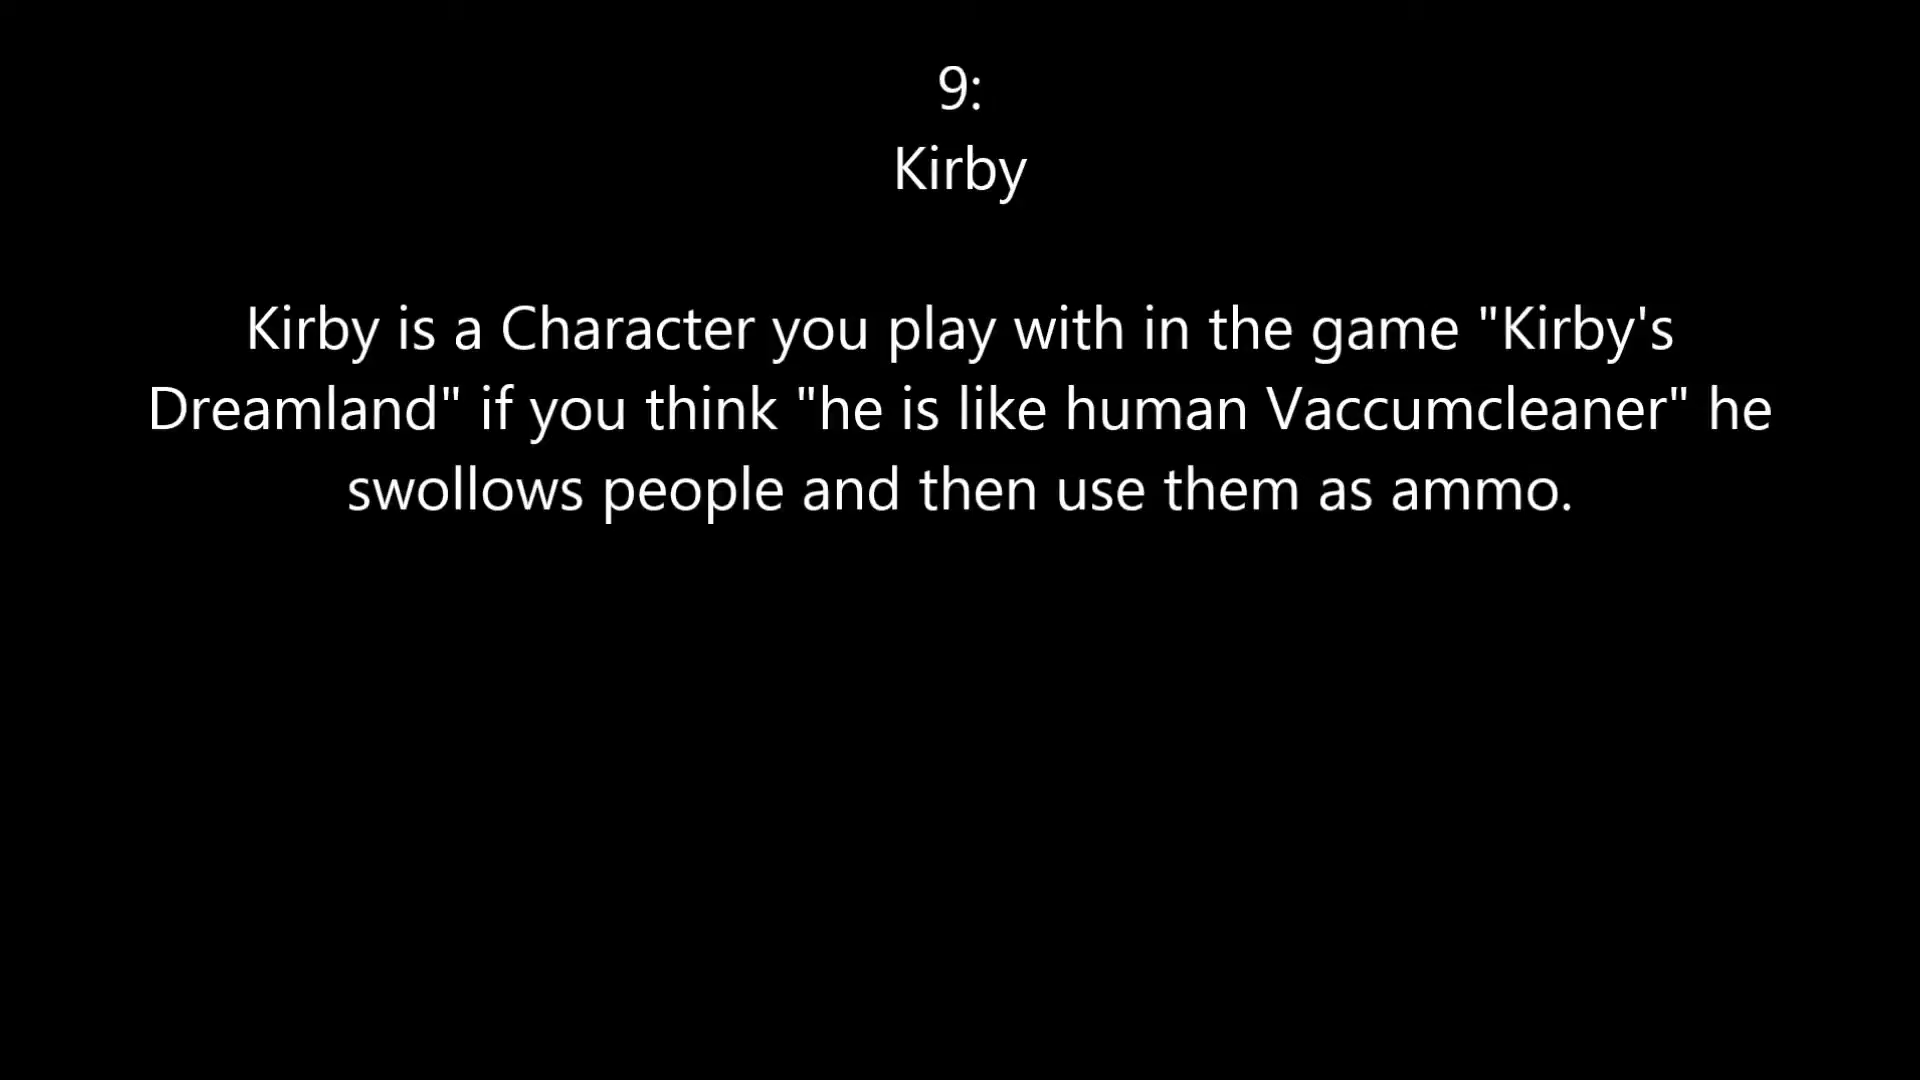 9:
Kirby
Kirby is a Character you play with in the game "Kirby's
Dreamland" if you think "he is like human Vaccumcleaner" he
swollows people and then use them as ammo.